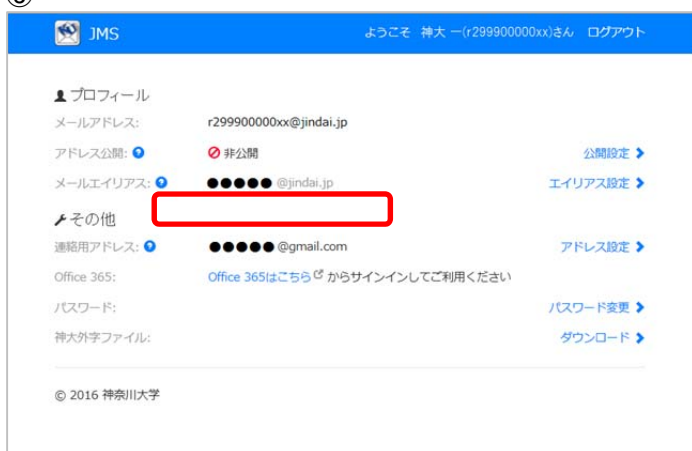 JMS ようこそ 神大 一(r299900000xx)さん ログアウト
プロフィール
メールアドレス: r299900000xx@jindai.jp
アドレス公開: 非公開 公開設定
メールエイリアス: ●●●●● @jindai.jp エイリアス設定
その他
連絡用アドレス: ●●●●● @gmail.com アドレス設定
Office 365: Office 365はこちら からサインインしてご利用ください
パスワード: パスワード変更
神大外字ファイル: ダウンロード
© 2016 神奈川大学